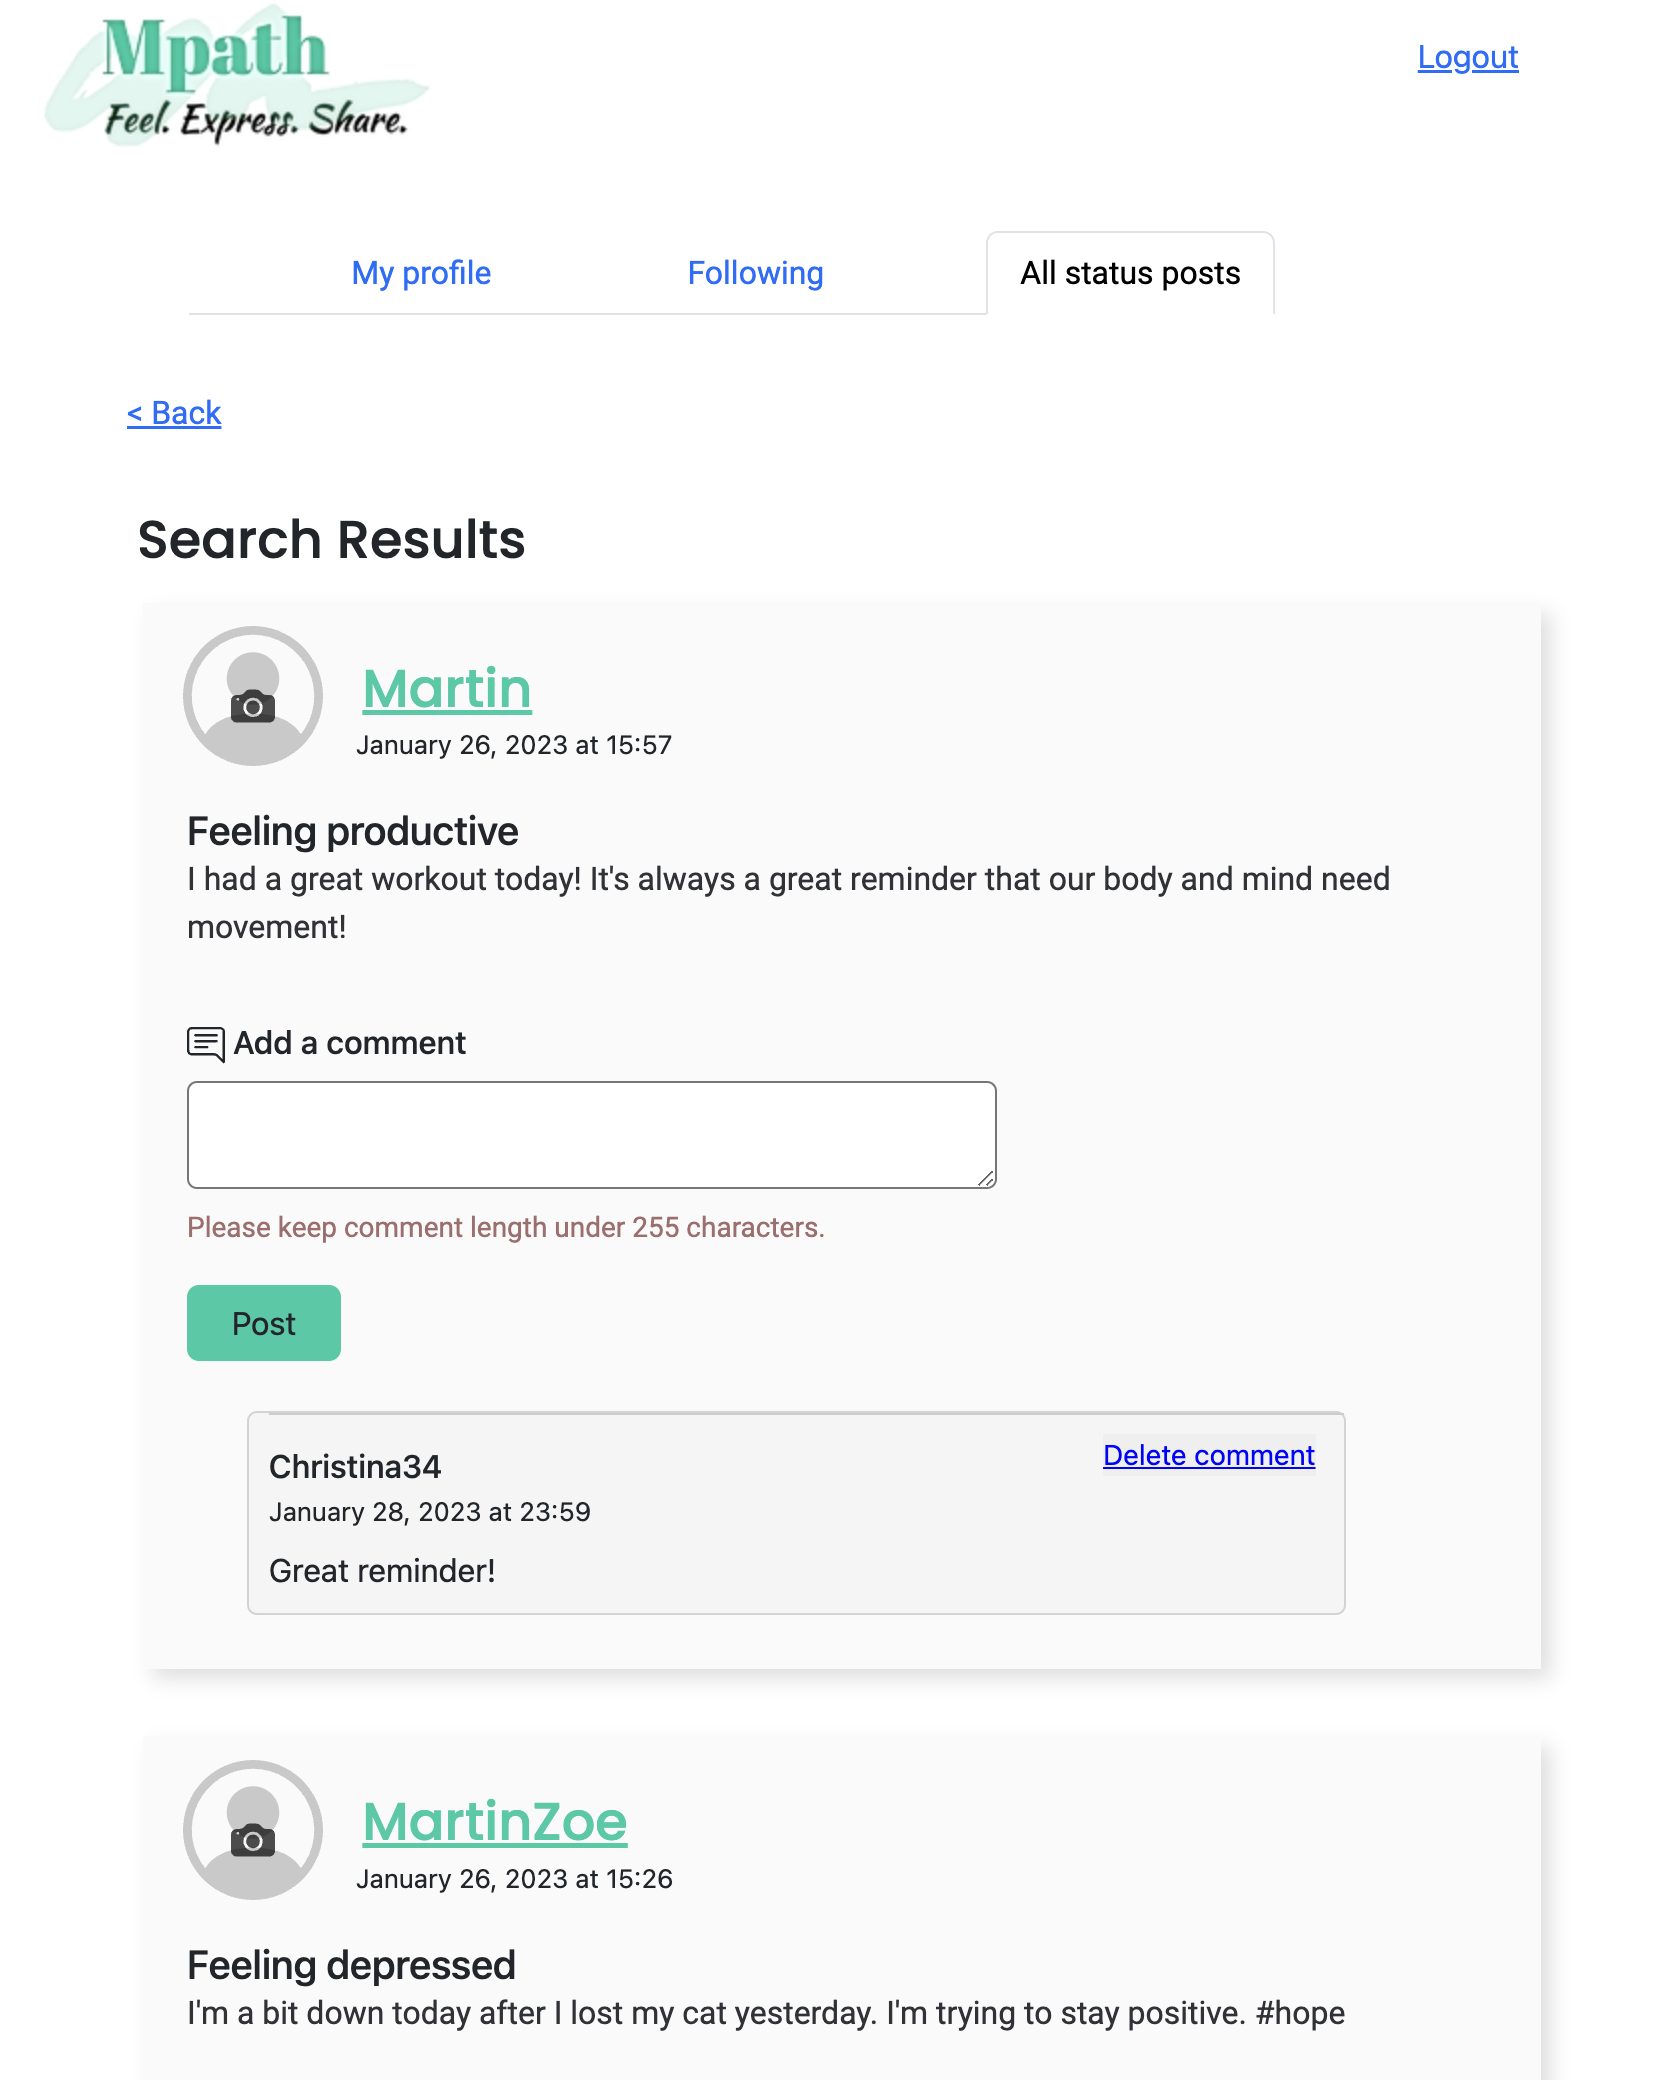 Mpath
Feel. Express. Share.
Logout
My profile
Following
All status posts
< Back
Search Results
Martin
January 26, 2023 at 15:57
Feeling productive
I had a great workout today! It's always a great reminder that our body and mind need
movement!
Add a comment
Please keep comment length under 255 characters.
Post
Christina34
Delete comment
January 28, 2023 at 23:59
Great reminder!
MartinZoe
January 26, 2023 at 15:26
Feeling depressed
I'm a bit down today after I lost my cat yesterday. I'm trying to stay positive. #hope